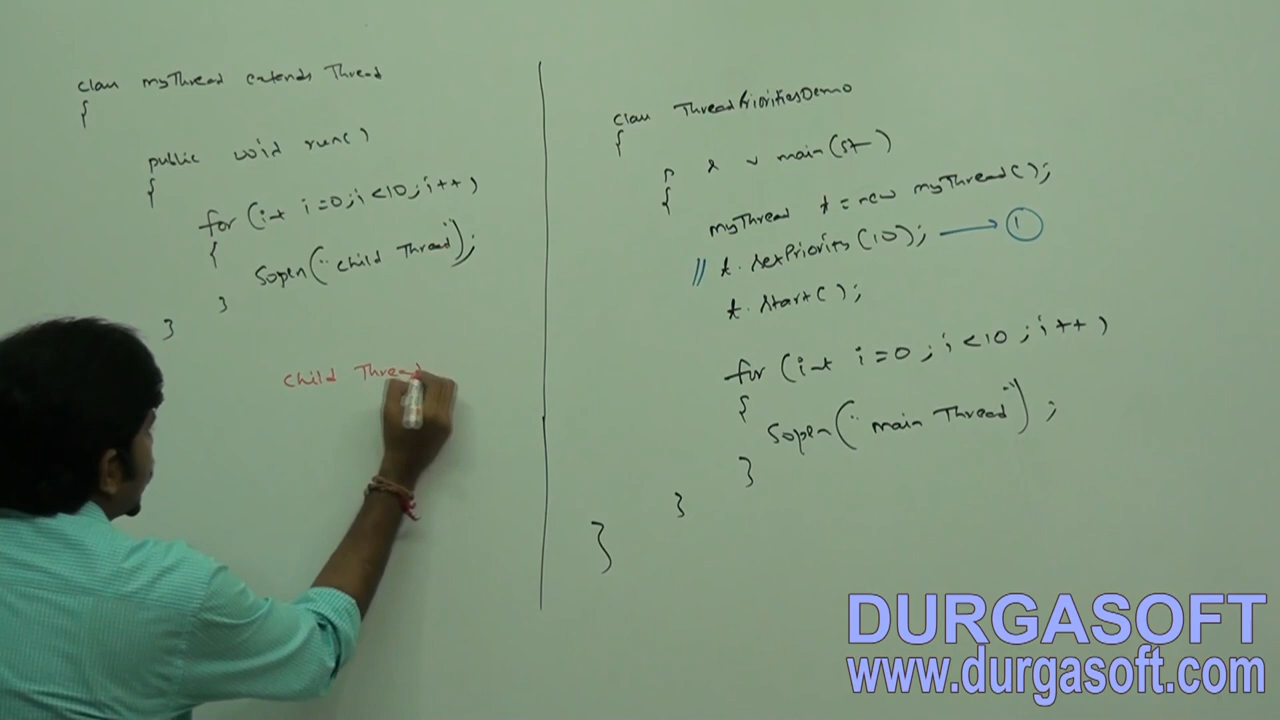 class myThread extends Thread
{
public void run()
{
for (int i=0; i<10; i++)
{
Sopln("child Thread");
}
}
child Thread
class ThreadPrioritiesDemo
{
p s v main(st-)
{
myThread t = new myThread();
// t.setPriority(10); → 1
t.start();
for (int i=0; i<10; i++)
{
Sopln("main Thread");
}
}
}
DURGASOFT
www.durgasoft.com